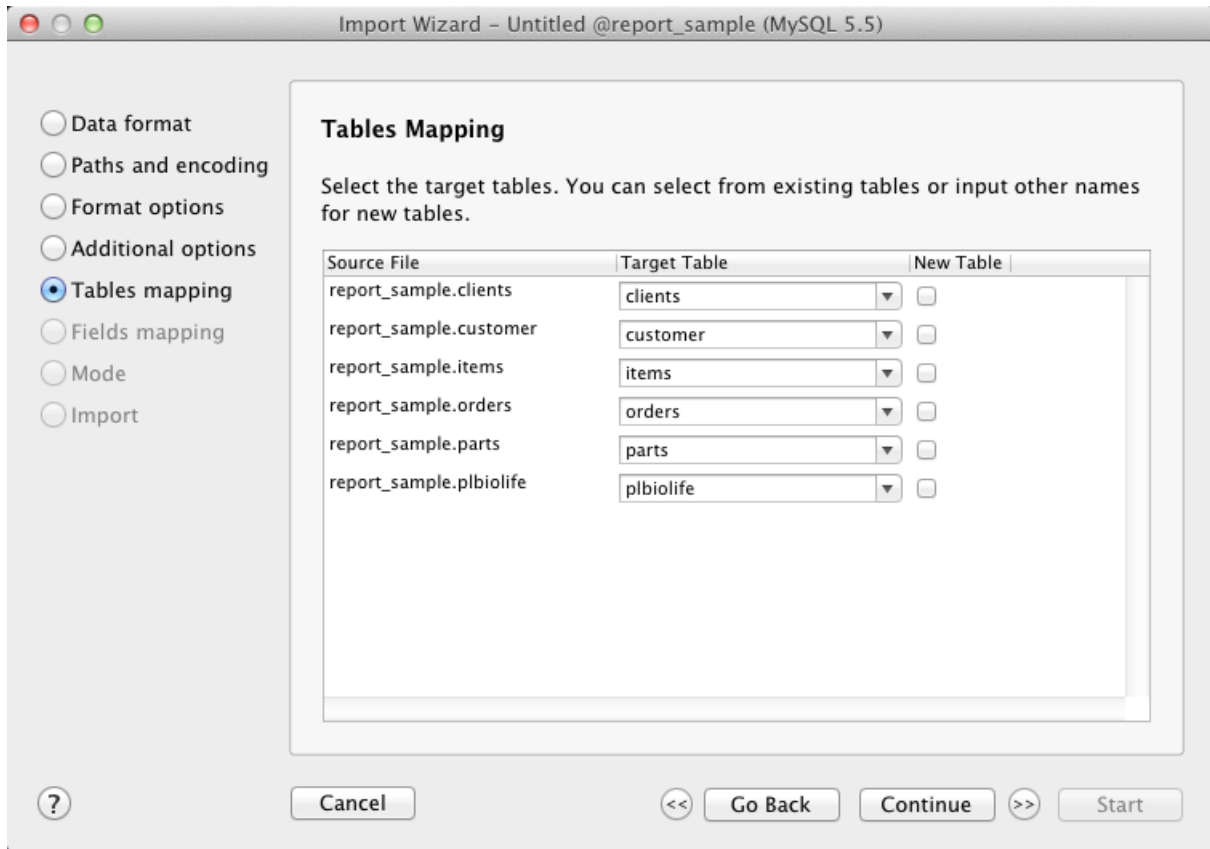 Import Wizard – Untitled @report_sample (MySQL 5.5)
Data format
Paths and encoding
Format options
Additional options
Tables mapping
Fields mapping
Mode
Import
Tables Mapping
Select the target tables. You can select from existing tables or input other names
for new tables.
Source File Target Table New Table
report_sample.clients clients
report_sample.customer customer
report_sample.items items
report_sample.orders orders
report_sample.parts parts
report_sample.plbiolife plbiolife
? Cancel << Go Back Continue >> Start